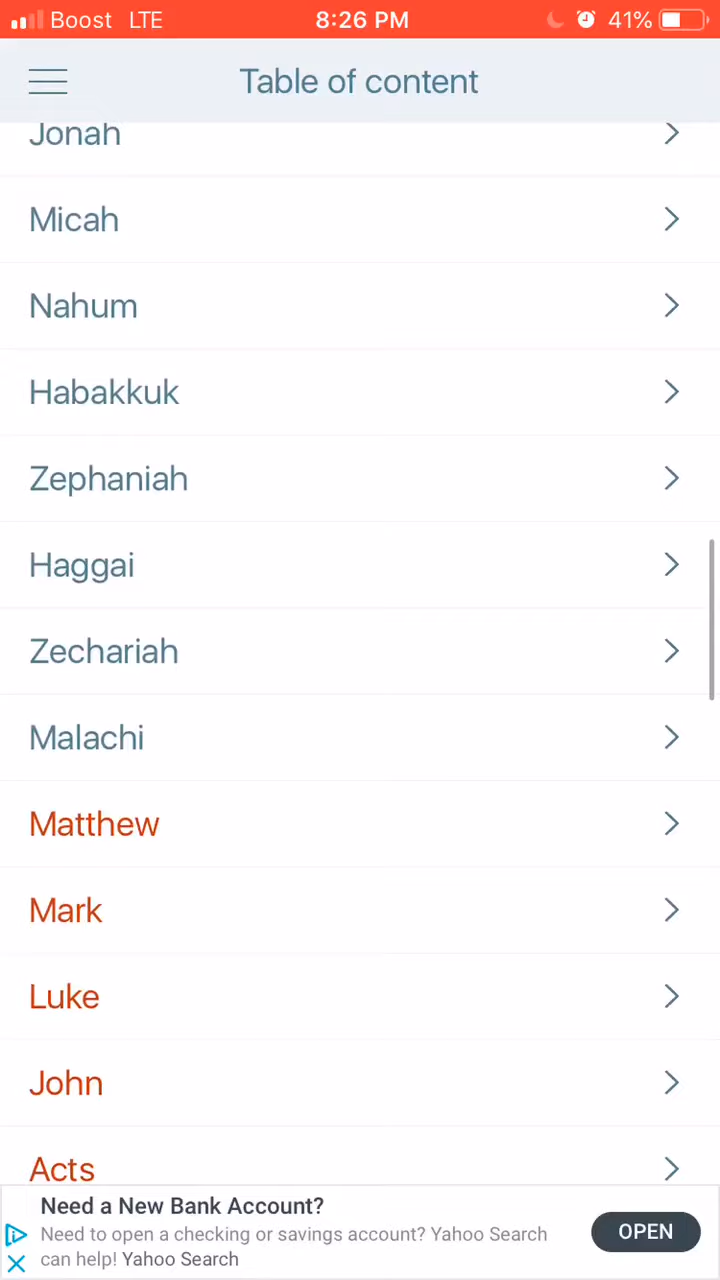 Boost LTE 8:26 PM 41%
Table of content
Jonah
Micah
Nahum
Habakkuk
Zephaniah
Haggai
Zechariah
Malachi
Matthew
Mark
Luke
John
Acts
Need a New Bank Account?
Need to open a checking or savings account? Yahoo Search
can help! Yahoo Search
OPEN